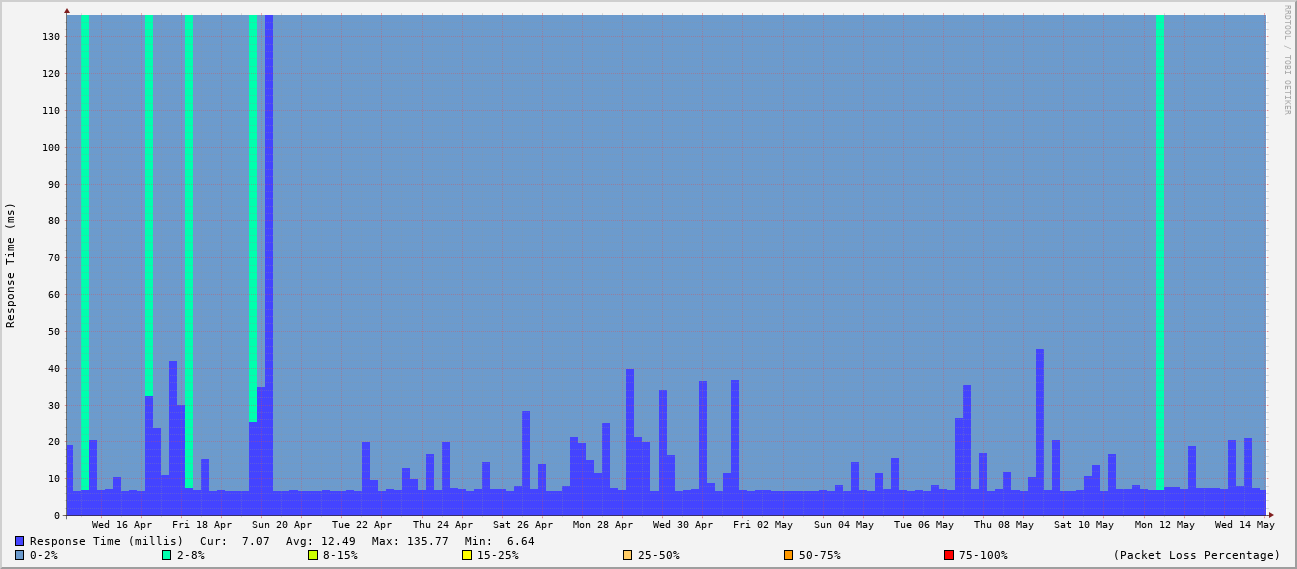 RRDTOOL / TOBI OETIKER
Response Time (ms)
130
120
110
100
90
80
70
60
50
40
30
20
10
0
Wed 16 Apr Fri 18 Apr Sun 20 Apr Tue 22 Apr Thu 24 Apr Sat 26 Apr Mon 28 Apr Wed 30 Apr Fri 02 May Sun 04 May Tue 06 May Thu 08 May Sat 10 May Mon 12 May Wed 14 May
Response Time (millis) Cur: 7.07 Avg: 12.49 Max: 135.77 Min: 6.64
0-2% 2-8% 8-15% 15-25% 25-50% 50-75% 75-100% (Packet Loss Percentage)